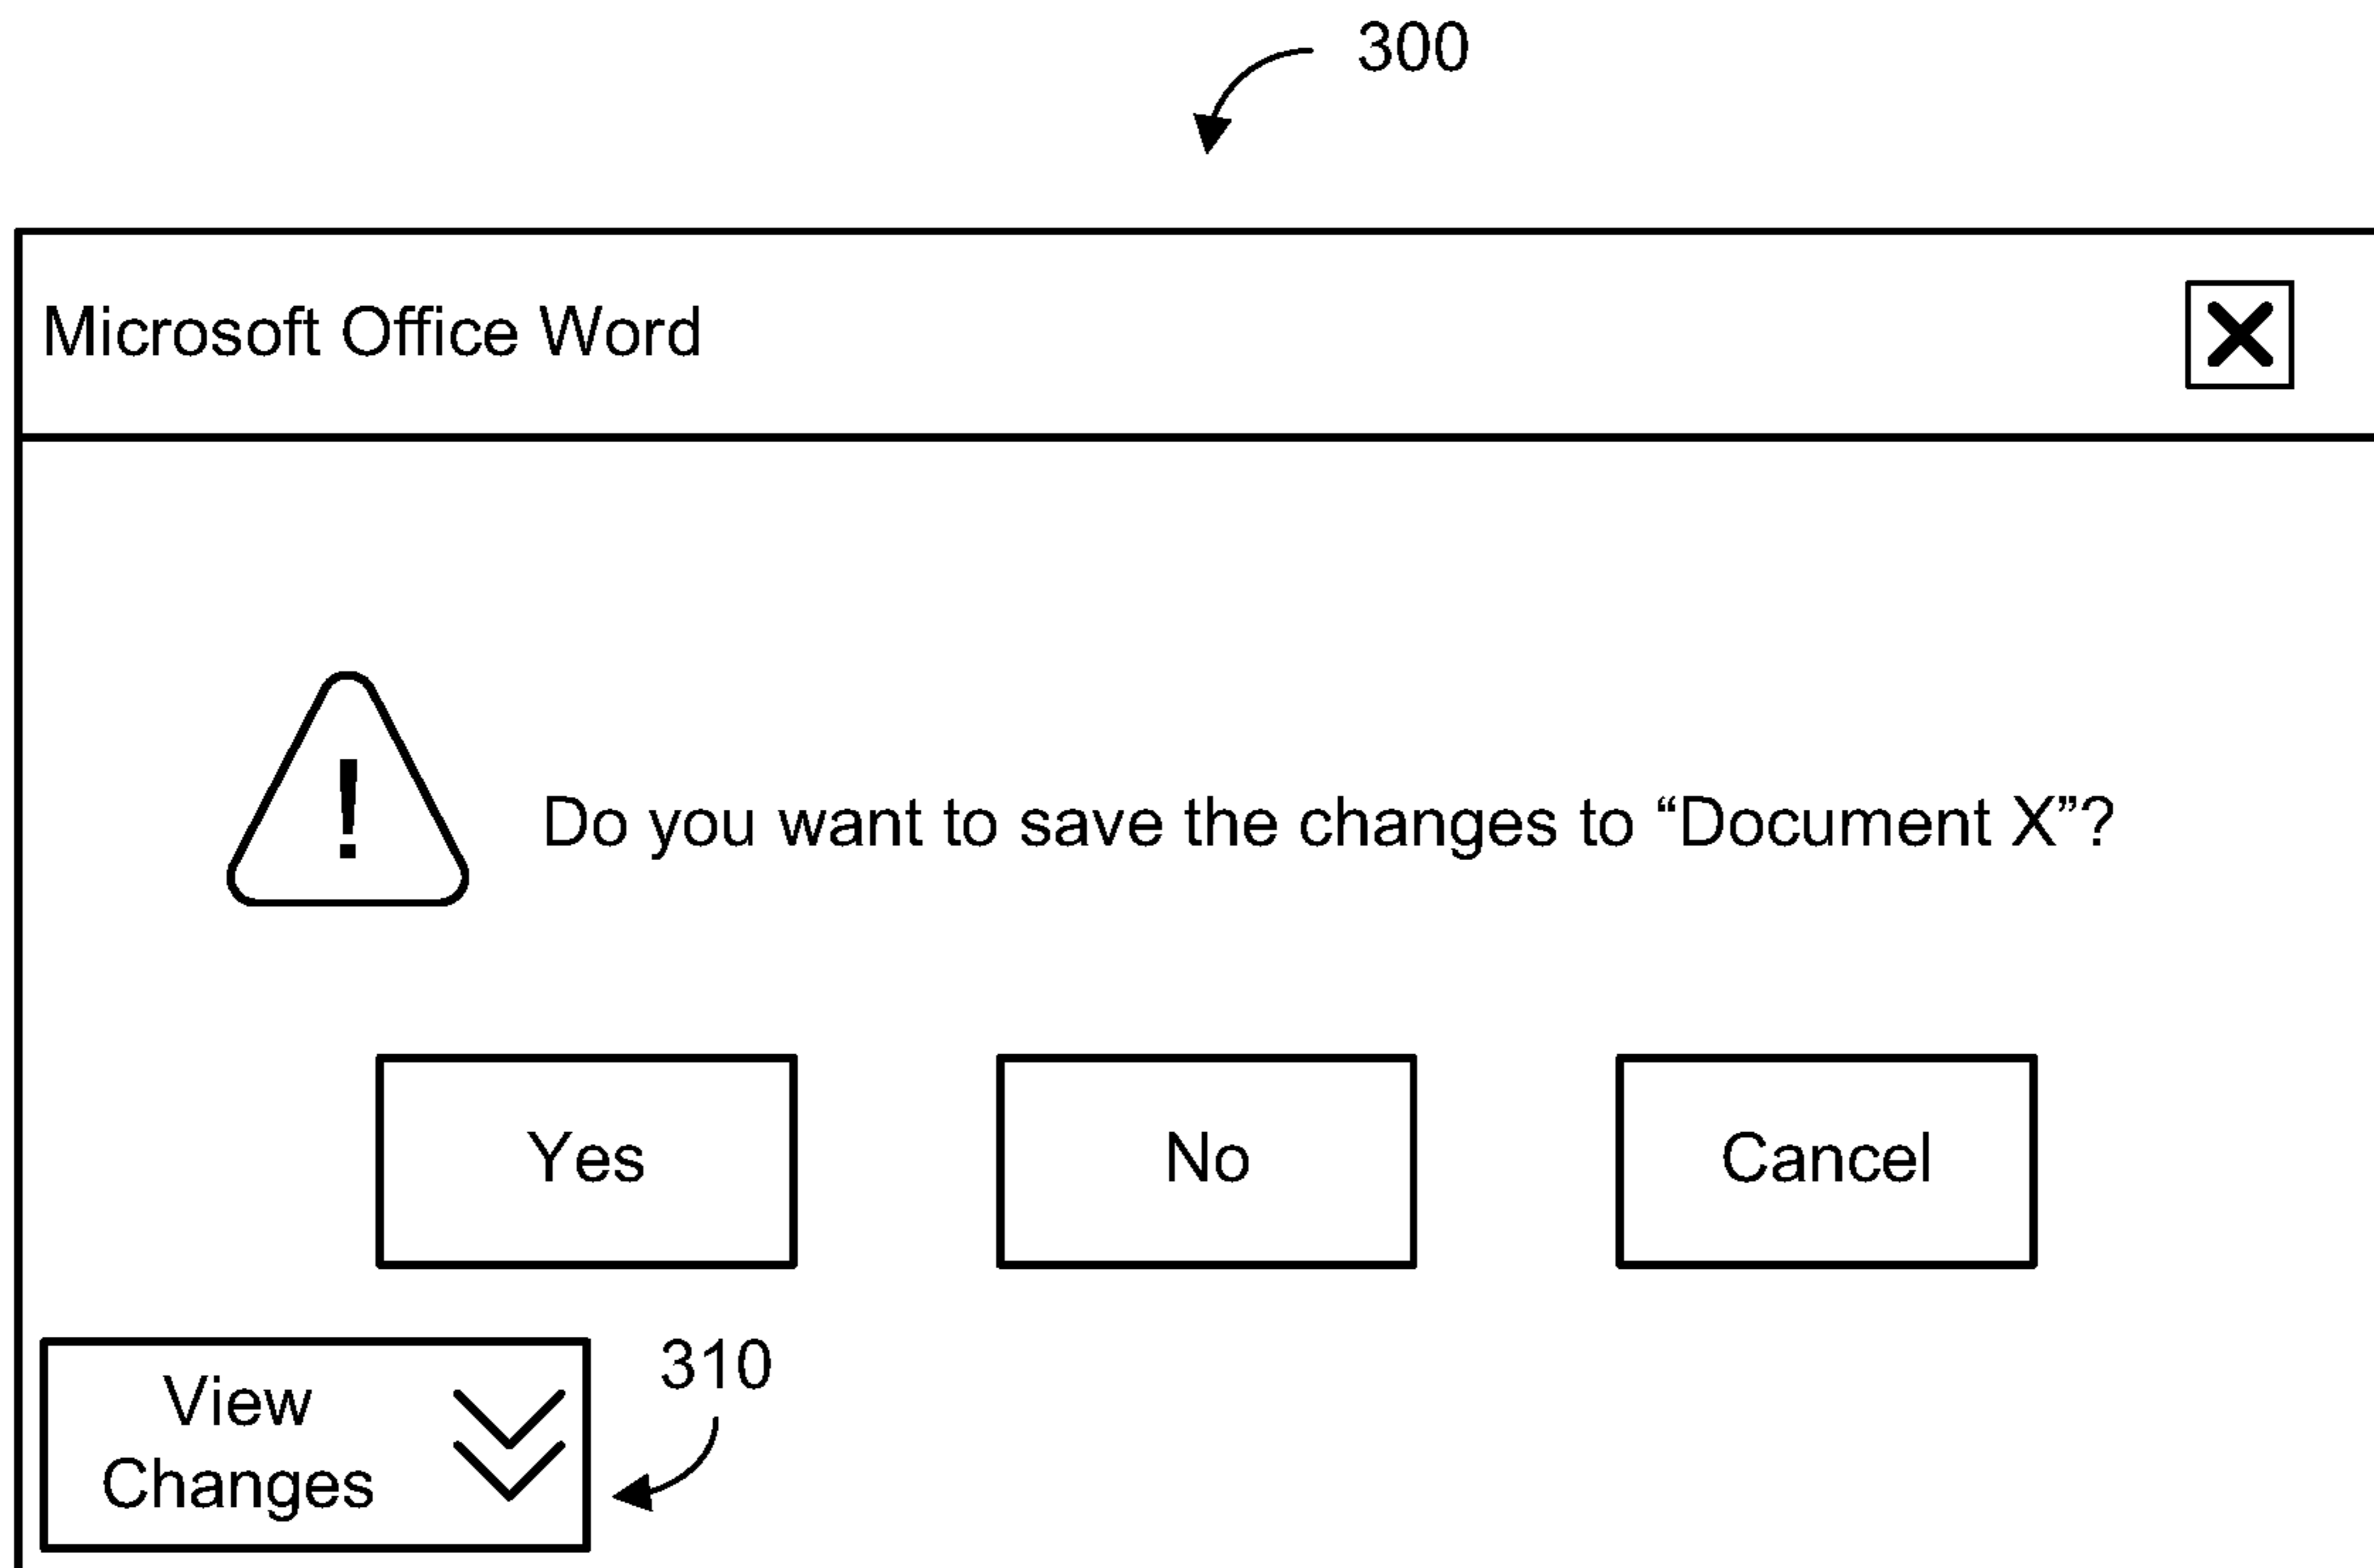 300
Microsoft Office Word
!
Do you want to save the changes to “Document X”?
Yes
No
Cancel
310
View
Changes